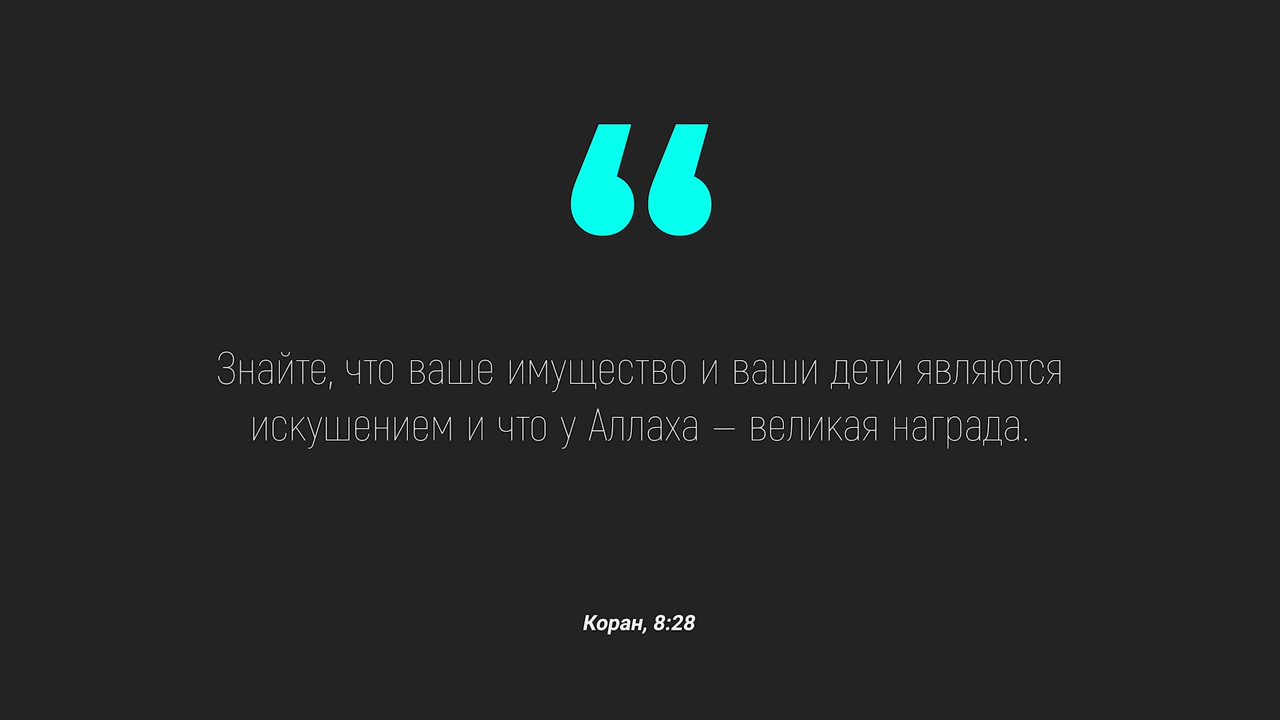 “
Знайте, что ваше имущество и ваши дети являются
искушением и что у Аллаха – великая награда.
Коран, 8:28